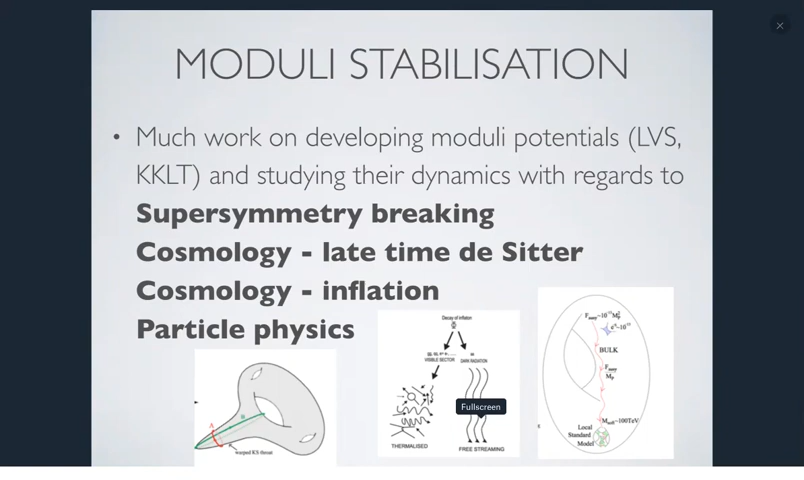 MODULI STABILISATION
• Much work on developing moduli potentials (LVS,
KKLT) and studying their dynamics with regards to
Supersymmetry breaking
Cosmology - late time de Sitter
Cosmology - inflation
Particle physics
A
B
warped KS throat
Decay of inflaton
VISIBLE SECTOR
DARK RADIATION
THERMALISED
FREE STREAMING
Fullscreen
BULK
Local
Standard
Model